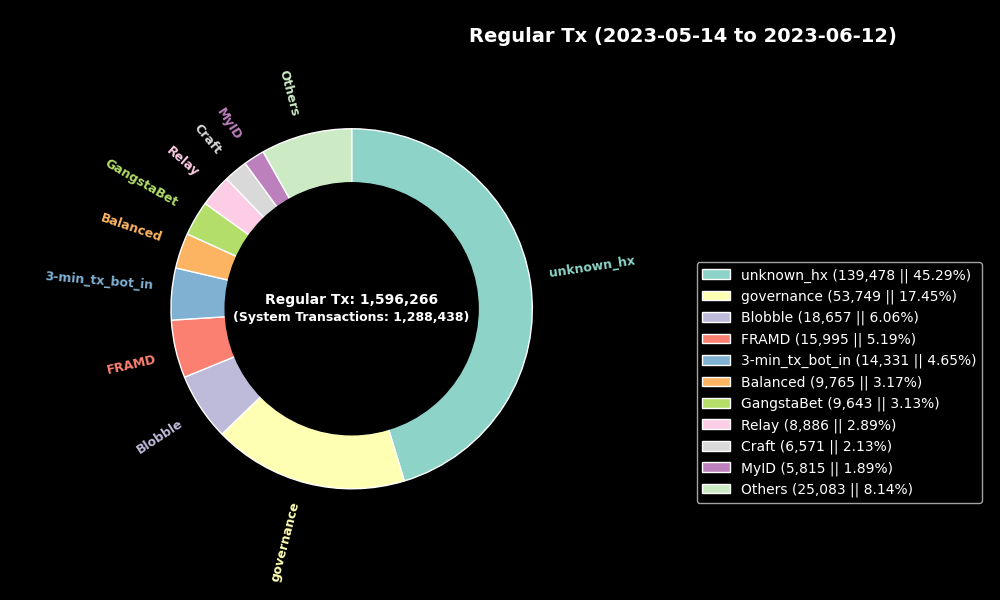 Regular Tx (2023-05-14 to 2023-06-12)
Others
MyID
Craft
Relay
GangstaBet
Balanced
3-min_tx_bot_in
FRAMD
Blobble
governance
unknown_hx
Regular Tx: 1,596,266
(System Transactions: 1,288,438)
unknown_hx (139,478 || 45.29%)
governance (53,749 || 17.45%)
Blobble (18,657 || 6.06%)
FRAMD (15,995 || 5.19%)
3-min_tx_bot_in (14,331 || 4.65%)
Balanced (9,765 || 3.17%)
GangstaBet (9,643 || 3.13%)
Relay (8,886 || 2.89%)
Craft (6,571 || 2.13%)
MyID (5,815 || 1.89%)
Others (25,083 || 8.14%)